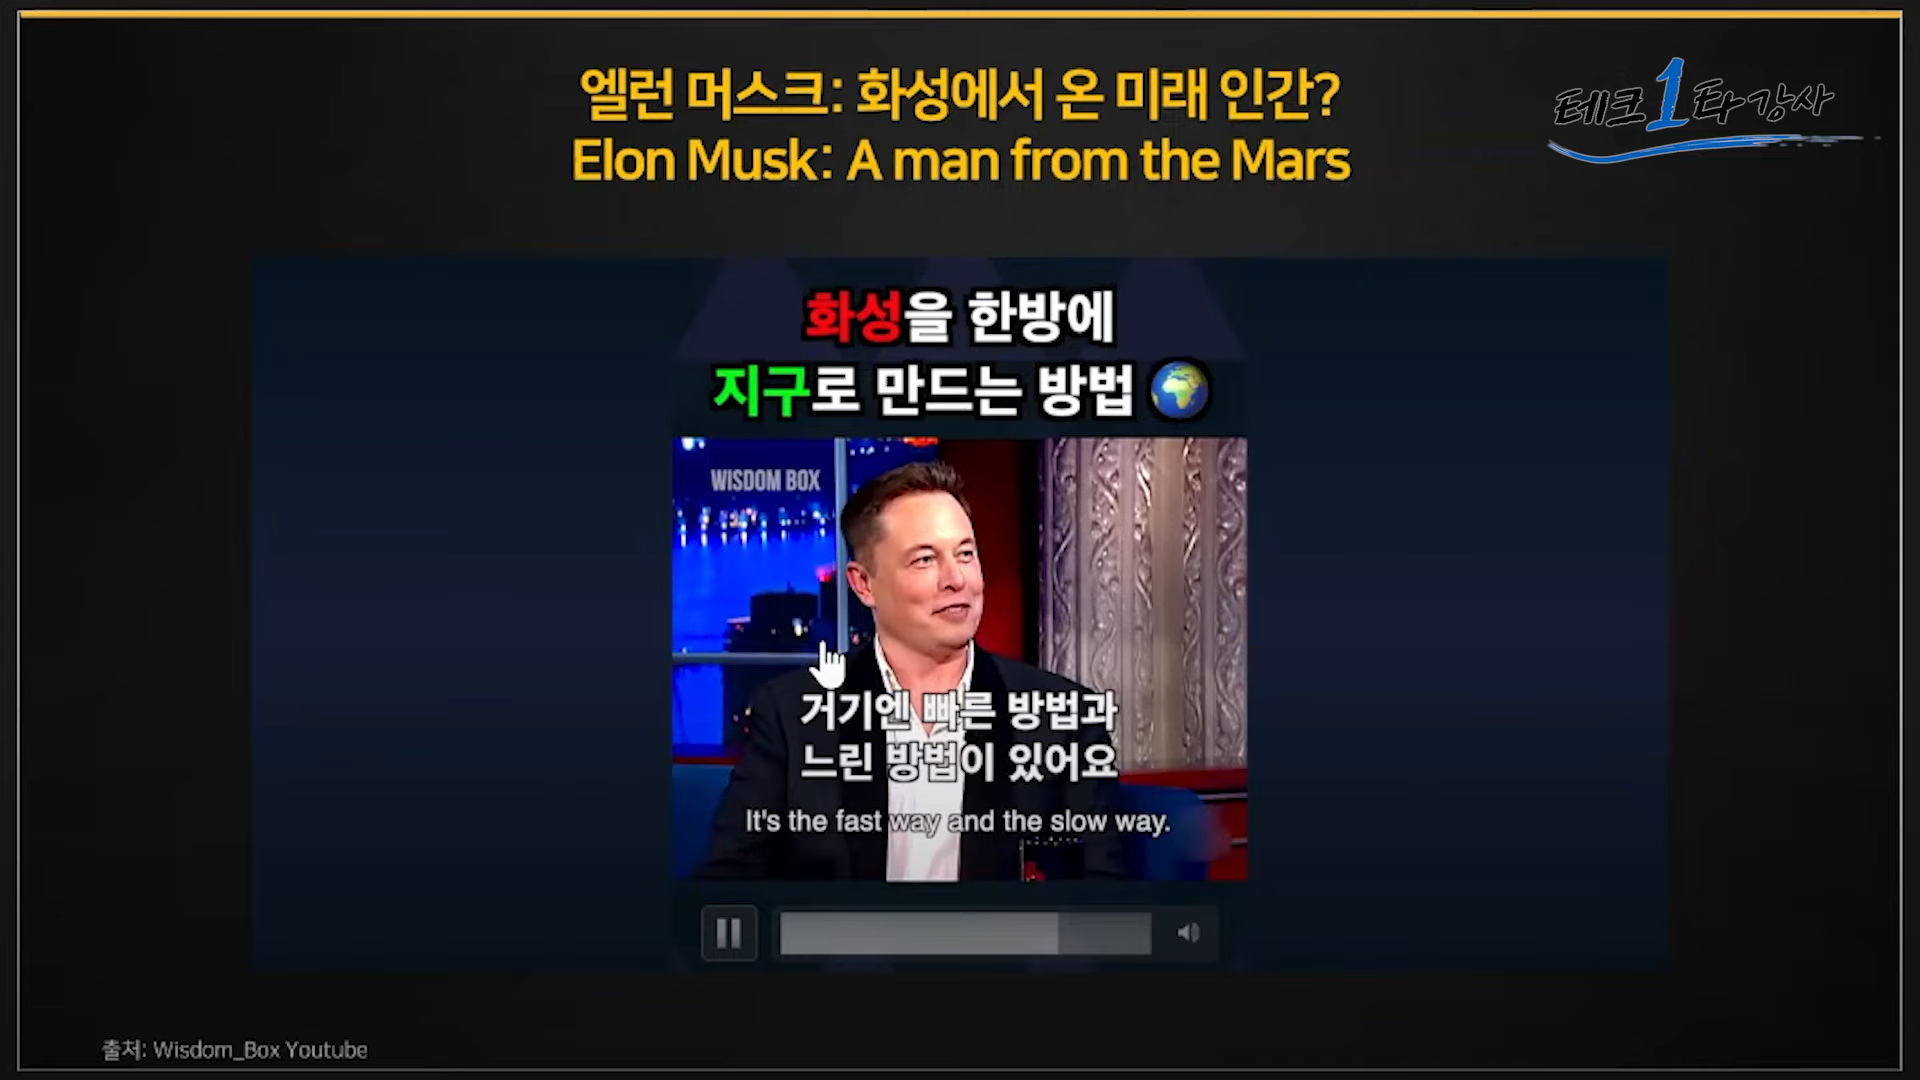 엘런 머스크: 화성에서 온 미래 인간?
Elon Musk: A man from the Mars
테크1타강사
화성을 한방에
지구로 만드는 방법
WISDOM BOX
거기엔 빠른 방법과
느린 방법이 있어요
It's the fast way and the slow way.
출처: Wisdom_Box Youtube